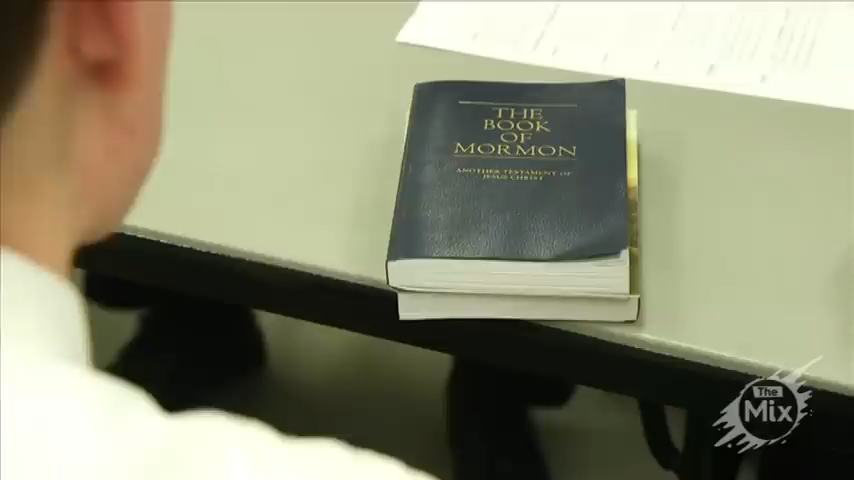 THE
BOOK
OF
MORMON
ANOTHER TESTAMENT OF
JESUS CHRIST
The
Mix